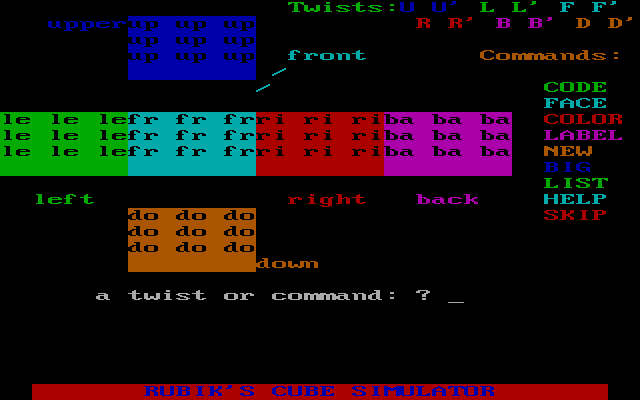 Twists:U U' L L' F F'
upper up up up R R' B B' D D'
up up up
up up up front Commands:
CODE
FACE
le le le fr fr fr ri ri ri ba ba ba COLOR
le le le fr fr fr ri ri ri ba ba ba LABEL
le le le fr fr fr ri ri ri ba ba ba NEW
BIG
LIST
left right back HELP
do do do SKIP
do do do
do do do
down
a twist or command: ? _
RUBIK'S CUBE SIMULATOR